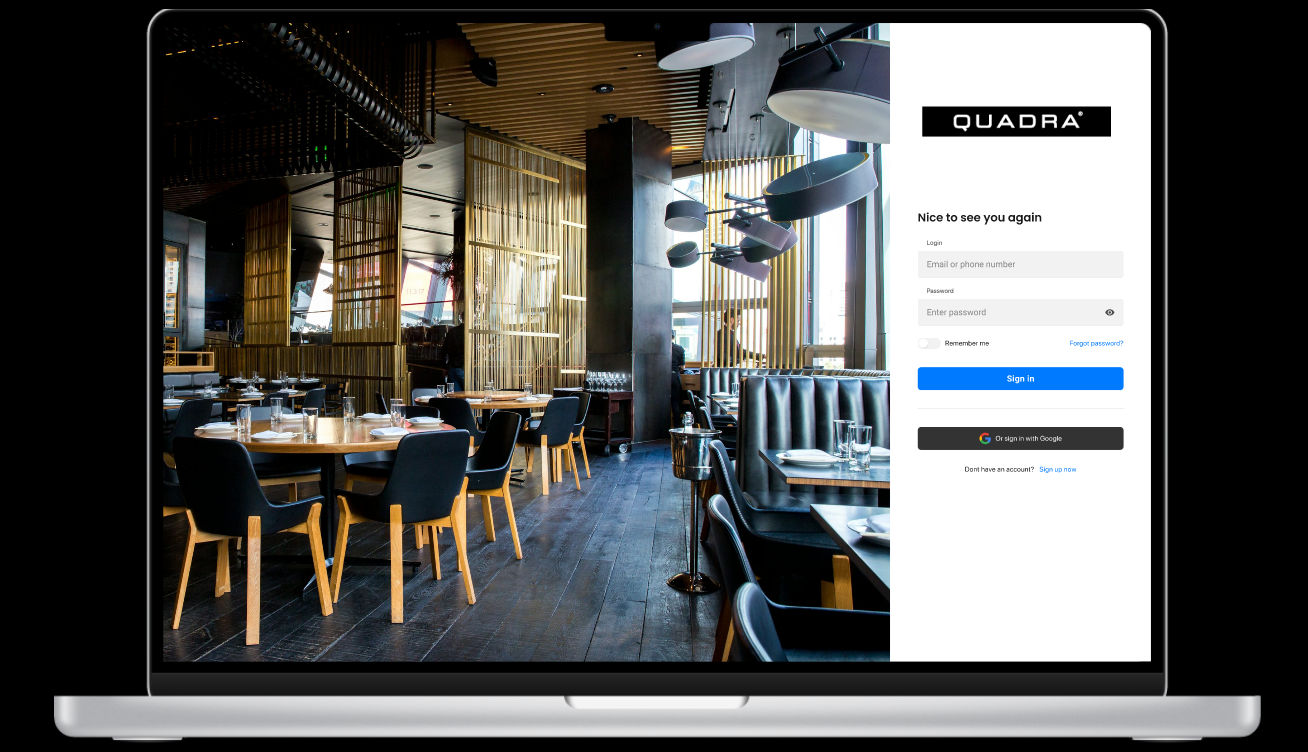 QUADRA®
Nice to see you again
Login
Email or phone number
Password
Enter password
Remember me
Forgot password?
Sign in
Or sign in with Google
Dont have an account? Sign up now